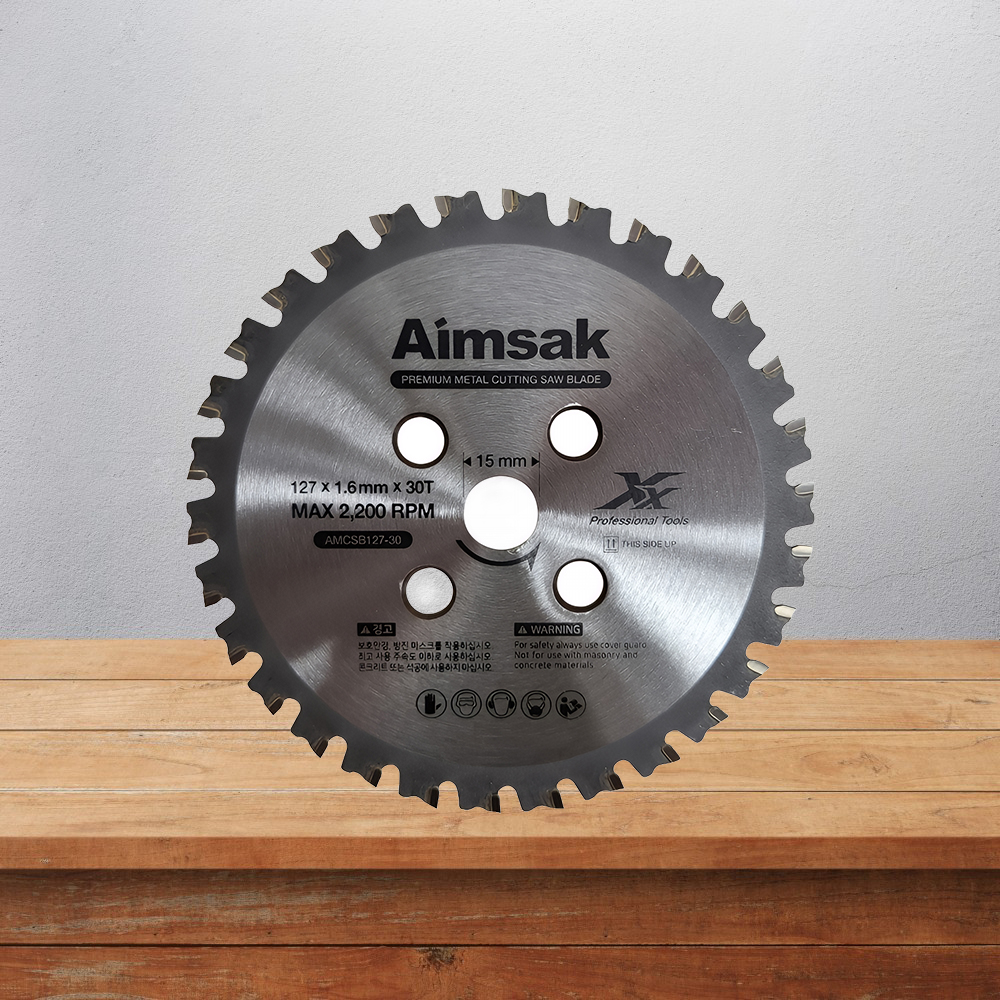 Aimsak
PREMIUM METAL CUTTING SAW BLADE
15 mm
127 x 1.6mm x 30T
MAX 2,200 RPM
AMCSB127-30
XX
Professional Tools
THIS SIDE UP
경고
보호안경, 방진 마스크를 착용하십시오.
최고 사용 주속도 이하로 사용하십시오.
콘크리트 또는 석공에 사용하지 마십시오.
WARNING
For safety always use cover guard
Not for use with masonry and
concrete materials